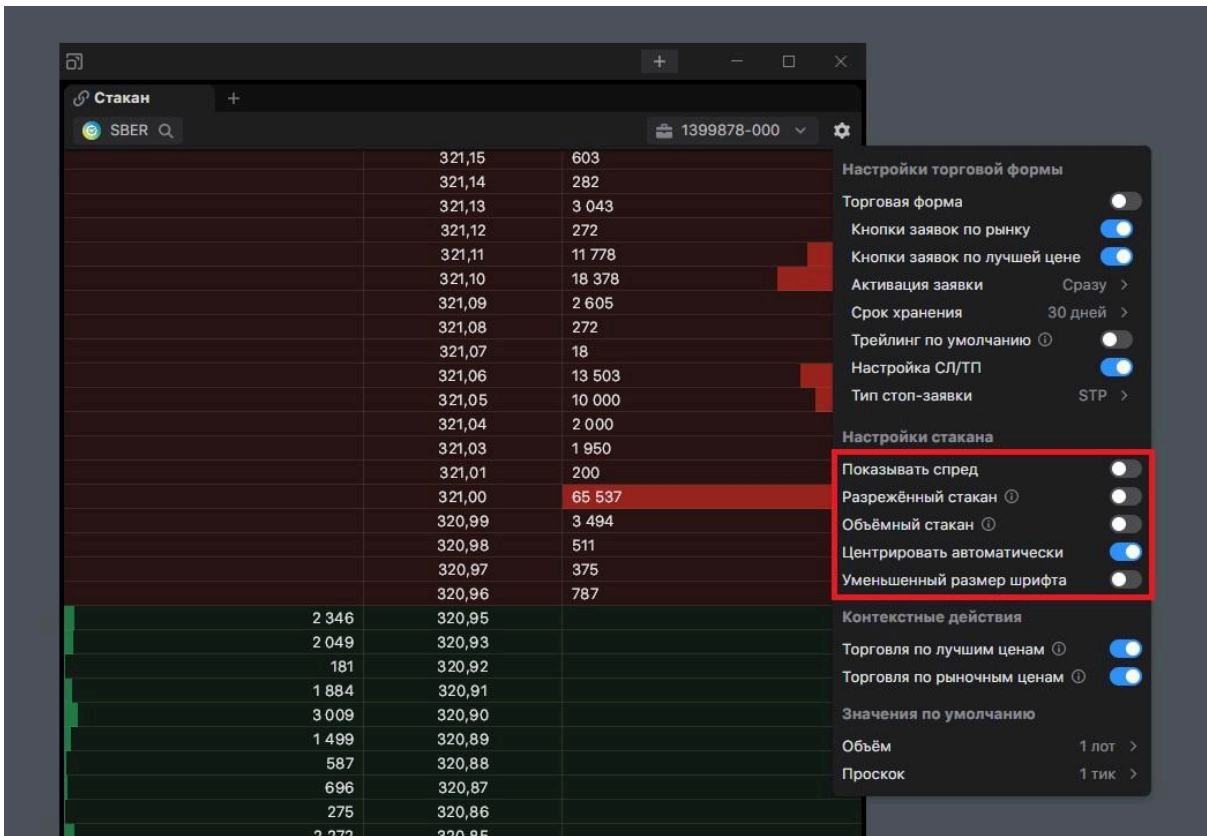 Стакан
SBER 1399878-000
321,15 603
321,14 282
321,13 3 043
321,12 272
321,11 11 778
321,10 18 378
321,09 2 605
321,08 272
321,07 18
321,06 13 503
321,05 10 000
321,04 2 000
321,03 1 950
321,01 200
321,00 65 537
320,99 3 494
320,98 511
320,97 375
320,96 787
2 346 320,95
2 049 320,93
181 320,92
1 884 320,91
3 009 320,90
1 499 320,89
587 320,88
696 320,87
275 320,86
2 272 320,85
Настройки торговой формы
Торговая форма
Кнопки заявок по рынку
Кнопки заявок по лучшей цене
Активация заявки Сразу
Срок хранения 30 дней
Трейлинг по умолчанию
Настройка СЛ/ТП
Тип стоп-заявки STP
Настройки стакана
Показывать спред
Разрежённый стакан
Объёмный стакан
Центрировать автоматически
Уменьшенный размер шрифта
Контекстные действия
Торговля по лучшим ценам
Торговля по рыночным ценам
Значения по умолчанию
Объём 1 лот
Проскок 1 тик